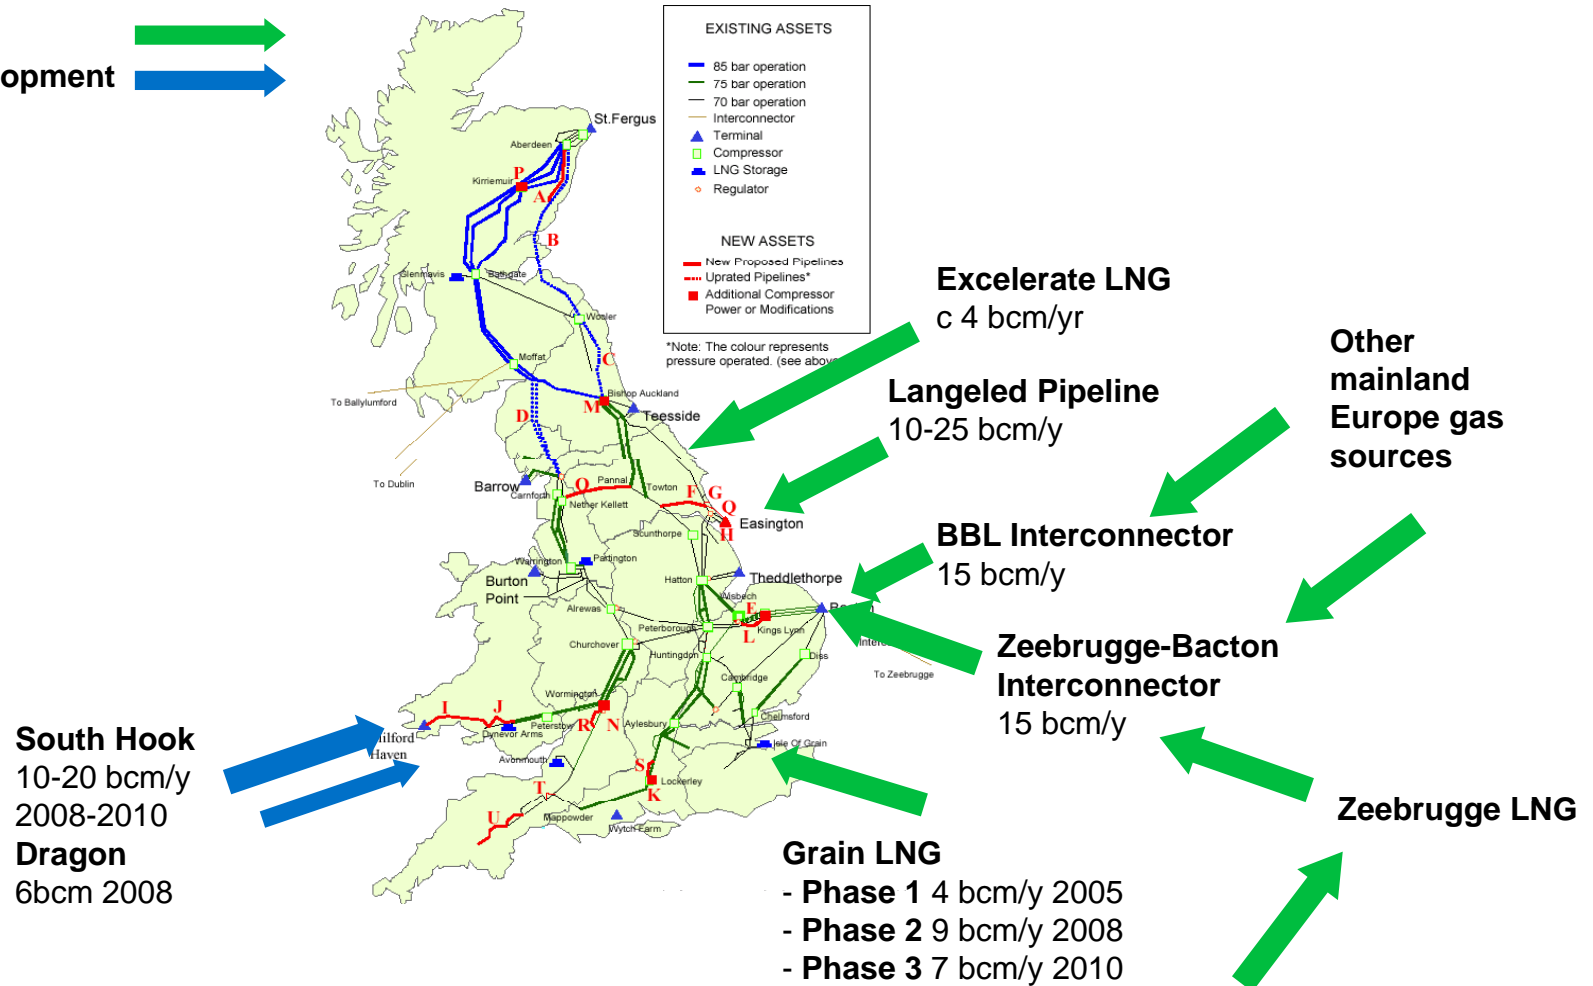 opment
EXISTING ASSETS
85 bar operation
75 bar operation
70 bar operation
Interconnector
Terminal
Compressor
LNG Storage
Regulator
NEW ASSETS
New Proposed Pipelines
Uprated Pipelines*
Additional Compressor
Power or Modifications
*Note: The colour represents
pressure operated. (see abov
St.Fergus
Aberdeen
P
Kirriemuir
A
B
Glenmavis
Bathgate
Wooler
C
Moffat
To Ballylumford
Bishop Auckland
M
Teesside
D
To Dublin
Barrow
Carnforth
O
Pannal
Towton
Nether Kellett
F
G
Q
Easington
H
Scunthorpe
Warrington
Partington
Burton
Point
Hatton
Theddlethorpe
Wisbech
Alrewas
E
Peterborough
Kings Lynn
L
Churchover
Huntingdon
Diss
To Zeebrugge
Cambridge
Wormington
I
J
Peterstow
R
N
Aylesbury
Chelmsford
Dynevor Arms
ilford
Haven
Avonmouth
Isle Of Grain
S
Lockerley
K
T
U
Mappowder
Wytch Farm
Excelerate LNG
c 4 bcm/yr
Langeled Pipeline
10-25 bcm/y
Other
mainland
Europe gas
sources
BBL Interconnector
15 bcm/y
Zeebrugge-Bacton
Interconnector
15 bcm/y
Zeebrugge LNG
South Hook
10-20 bcm/y
2008-2010
Dragon
6bcm 2008
Grain LNG
- Phase 1 4 bcm/y 2005
- Phase 2 9 bcm/y 2008
- Phase 3 7 bcm/y 2010